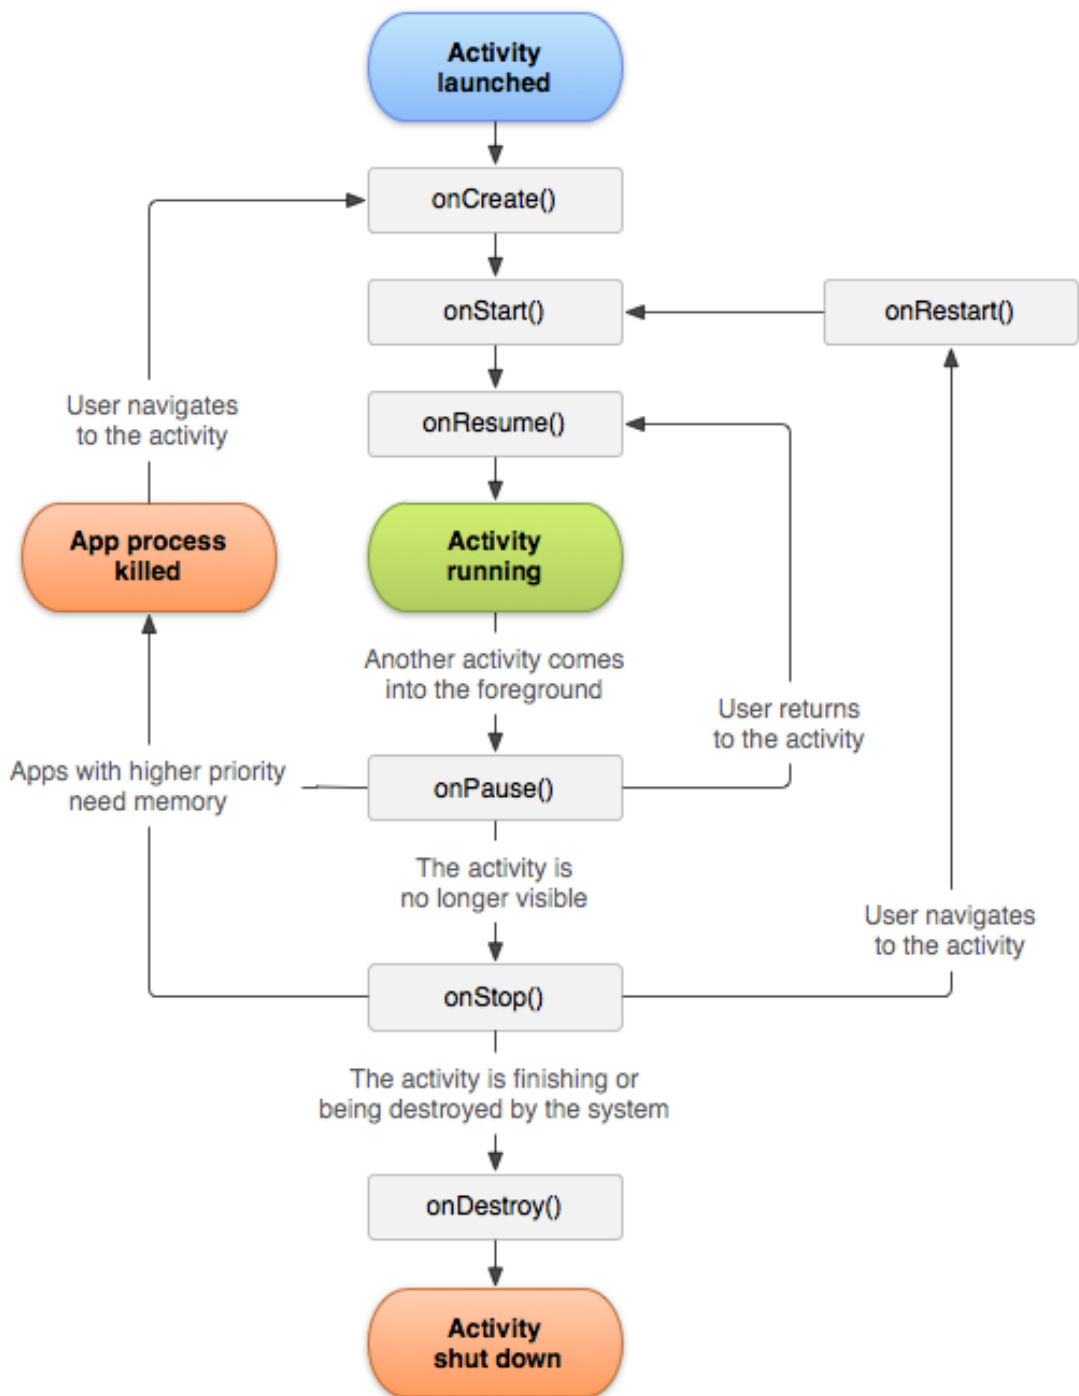 Activity
launched
onCreate()
onStart()
onRestart()
User navigates
to the activity
onResume()
App process
killed
Activity
running
Another activity comes
into the foreground
User returns
to the activity
Apps with higher priority
need memory
onPause()
The activity is
no longer visible
User navigates
to the activity
onStop()
The activity is finishing or
being destroyed by the system
onDestroy()
Activity
shut down